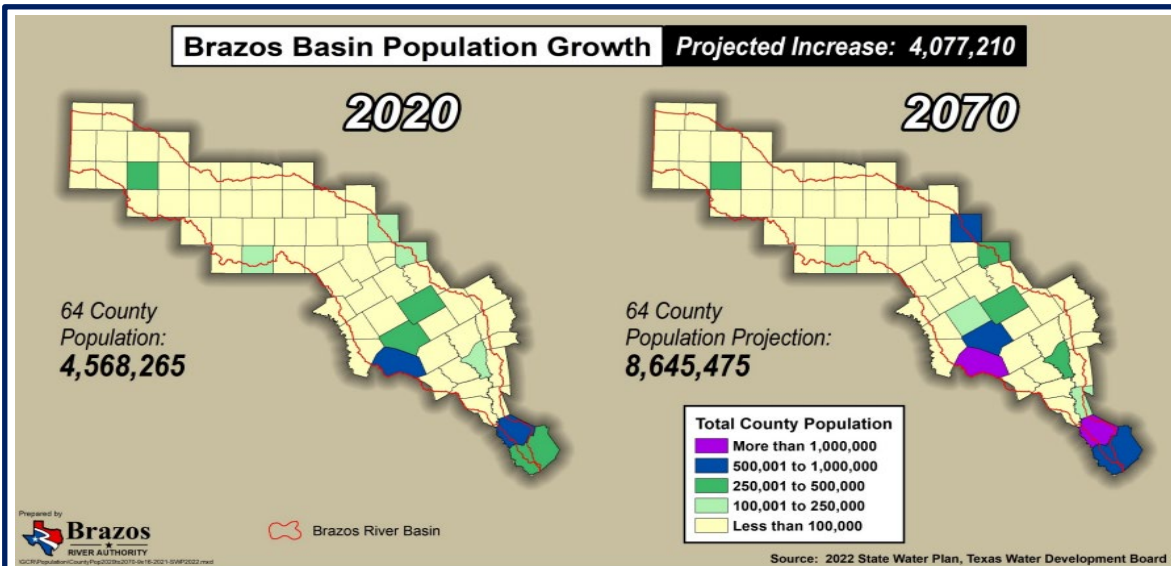 Brazos Basin Population Growth Projected Increase: 4,077,210
2020
2070
64 County
Population:
4,568,265
64 County
Population Projection:
8,645,475
Total County Population
More than 1,000,000
500,001 to 1,000,000
250,001 to 500,000
100,001 to 250,000
Less than 100,000
Prepared by
Brazos
RIVER AUTHORITY
Brazos River Basin
Source: 2022 State Water Plan, Texas Water Development Board